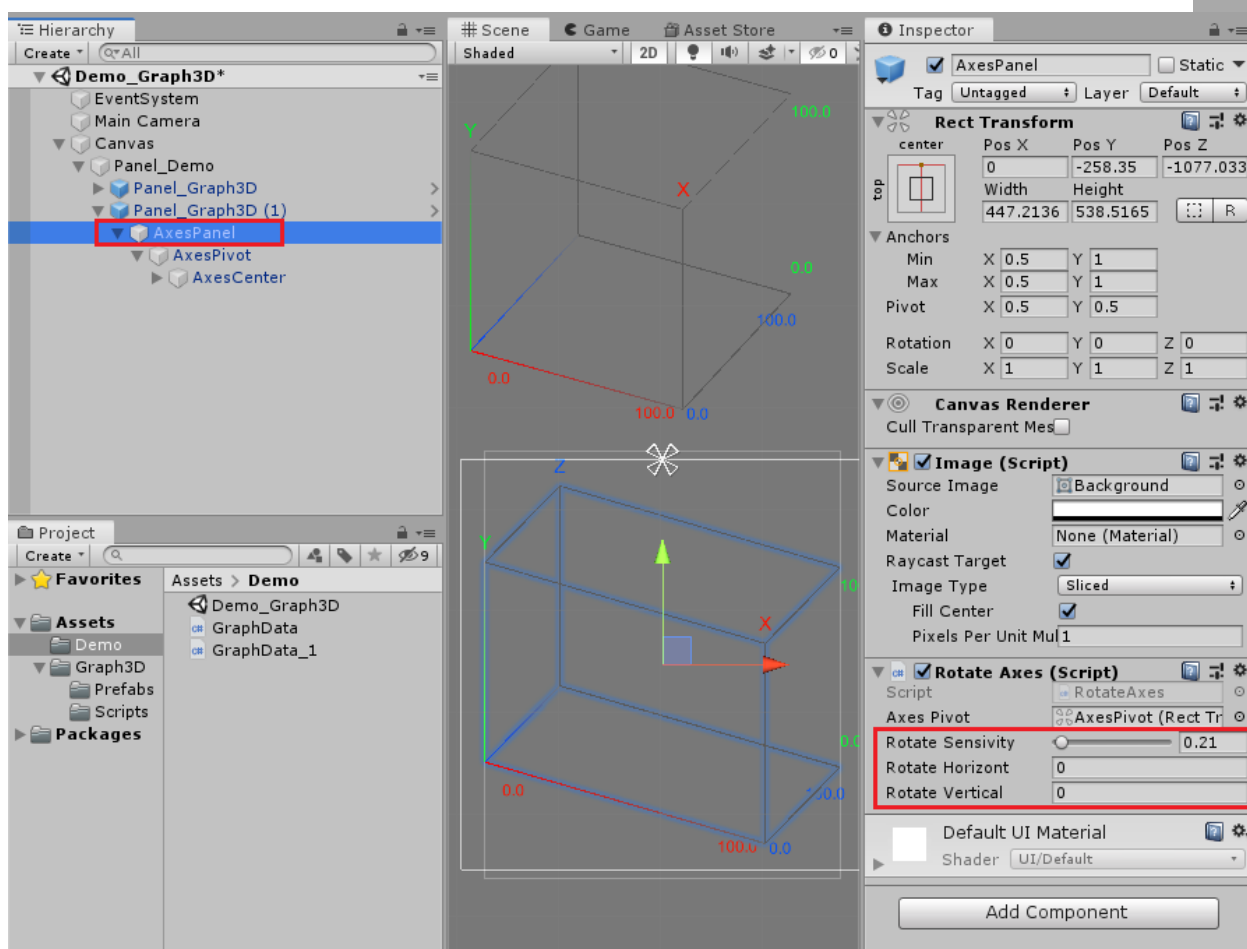 Hierarchy
Create
All
Demo_Graph3D*
EventSystem
Main Camera
Canvas
Panel_Demo
Panel_Graph3D
Panel_Graph3D (1)
AxesPanel
AxesPivot
AxesCenter
Project
Create
9
Favorites
Assets
Demo
Graph3D
Prefabs
Scripts
Packages
Assets > Demo
Demo_Graph3D
GraphData
GraphData_1
Scene Game Asset Store
Shaded 2D 0
100.0
Y
X
0.0
100.0
0.0
100.0 0.0
Z
Y
10
X
0.0
0.0
100.0
100.0 0.0
Inspector
AxesPanel Static
Tag Untagged Layer Default
Rect Transform
center Pos X Pos Y Pos Z
top
0 -258.35 -1077.033
Width Height
447.2136 538.5165 R
Anchors
Min X 0.5 Y 1
Max X 0.5 Y 1
Pivot X 0.5 Y 0.5
Rotation X 0 Y 0 Z 0
Scale X 1 Y 1 Z 1
Canvas Renderer
Cull Transparent Mes
Image (Script)
Source Image Background
Color
Material None (Material)
Raycast Target
Image Type Sliced
Fill Center
Pixels Per Unit Mul 1
Rotate Axes (Script)
Script RotateAxes
Axes Pivot AxesPivot (Rect Tr
Rotate Sensivity 0.21
Rotate Horizont 0
Rotate Vertical 0
Default UI Material
Shader UI/Default
Add Component